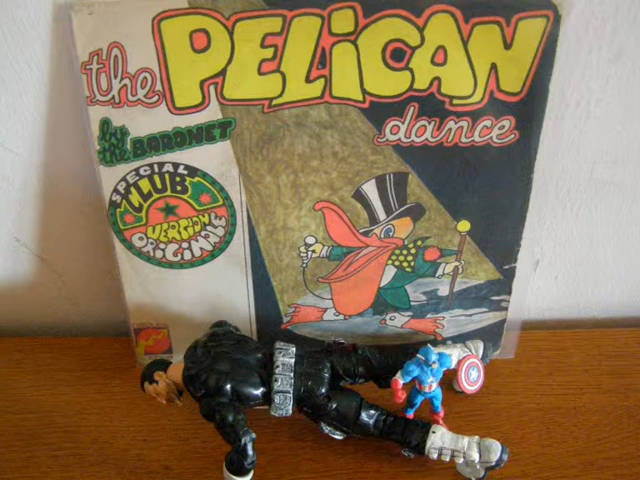 the PELiCAN
dance
by
the BARONET
SPECIAL
CLUB
VERSION
ORiGiNALE